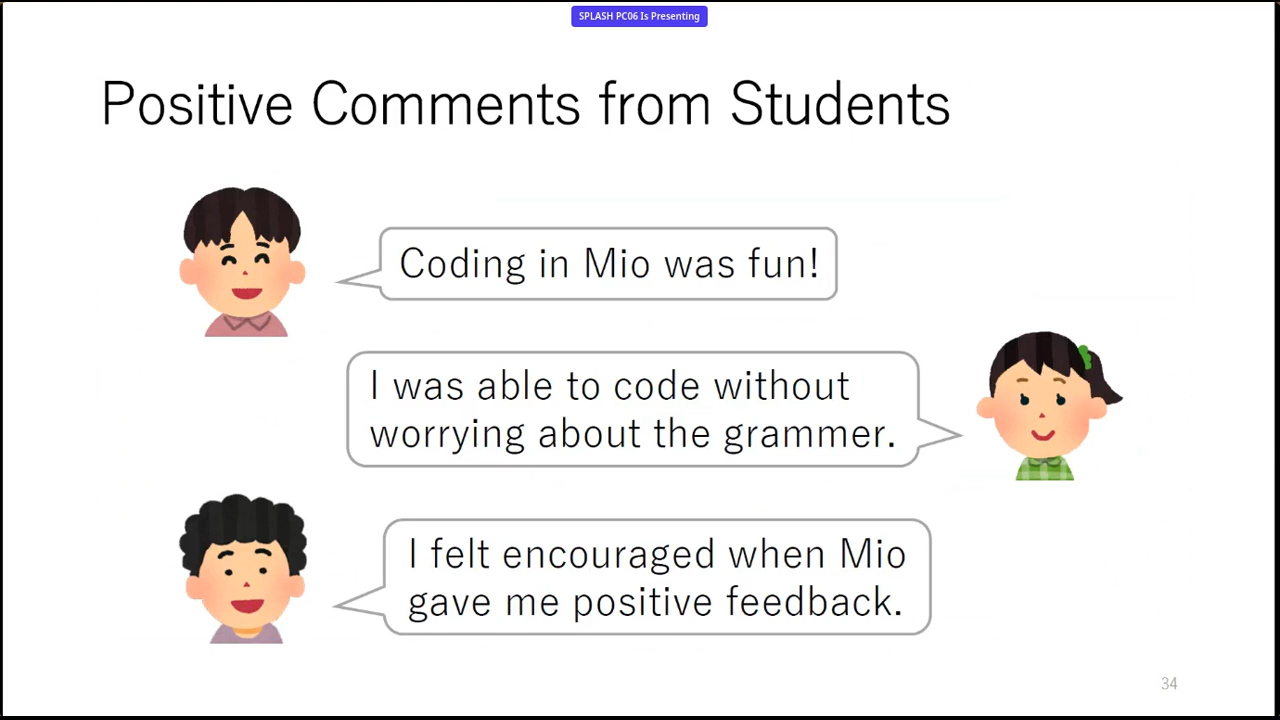 SPLASH PC06 Is Presenting
Positive Comments from Students
Coding in Mio was fun!
I was able to code without
worrying about the grammer.
I felt encouraged when Mio
gave me positive feedback.
34